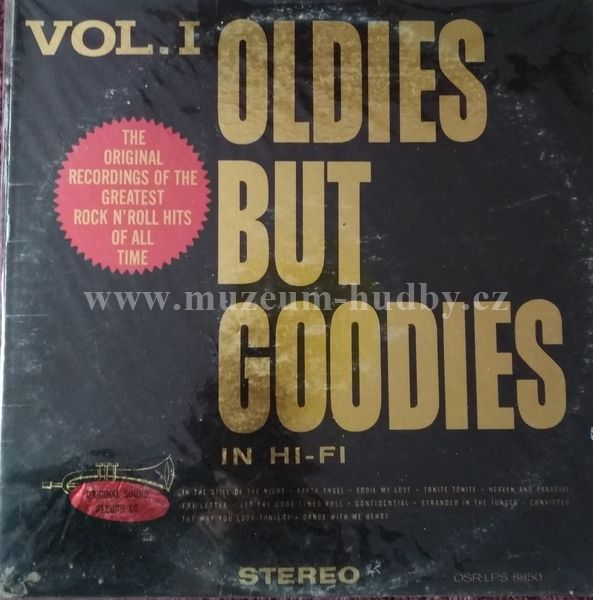 VOL.I
OLDIES
BUT
GOODIES
IN HI-FI
THE
ORIGINAL
RECORDINGS OF THE
GREATEST
ROCK N'ROLL HITS
OF ALL
TIME
www.muzeum-hudby.cz
ORIGINAL SOUND
RECORD CO.
IN THE STILL OF THE NIGHT • EARTH ANGEL • EDDIE MY LOVE • TONITE TONITE • HEAVEN AND PARADISE
THE LETTER • LET THE GOOD TIMES ROLL • CONFIDENTIAL • STRANDED IN THE JUNGLE • CONVICTED
THE WAY YOU LOOK TONIGHT • DANCE WITH ME HENRY
STEREO
OSR-LPS 8850